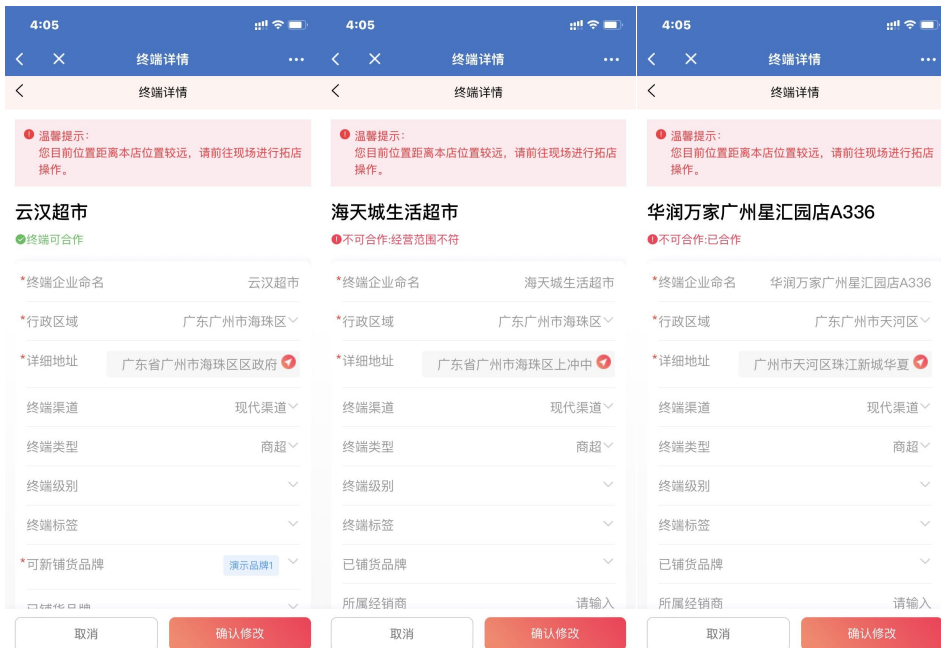 4:05
终端详情
终端详情
温馨提示:
您目前位置距离本店位置较远，请前往现场进行拓店
操作。
云汉超市
终端可合作
*终端企业命名 云汉超市
*行政区域 广东广州市海珠区
*详细地址 广东省广州市海珠区区政府
终端渠道 现代渠道
终端类型 商超
终端级别
终端标签
*可新铺货品牌 演示品牌1
已铺货品牌
取消 确认修改
4:05
终端详情
终端详情
温馨提示:
您目前位置距离本店位置较远，请前往现场进行拓店
操作。
海天城生活超市
不可合作:经营范围不符
*终端企业命名 海天城生活超市
*行政区域 广东广州市海珠区
*详细地址 广东省广州市海珠区上冲中
终端渠道 现代渠道
终端类型 商超
终端级别
终端标签
已铺货品牌
所属经销商 请输入
取消 确认修改
4:05
终端详情
终端详情
温馨提示:
您目前位置距离本店位置较远，请前往现场进行拓店
操作。
华润万家广州星汇园店A336
不可合作:已合作
*终端企业命名 华润万家广州星汇园店A336
*行政区域 广东广州市天河区
*详细地址 广州市天河区珠江新城华夏
终端渠道 现代渠道
终端类型 商超
终端级别
终端标签
已铺货品牌
所属经销商 请输入
取消 确认修改